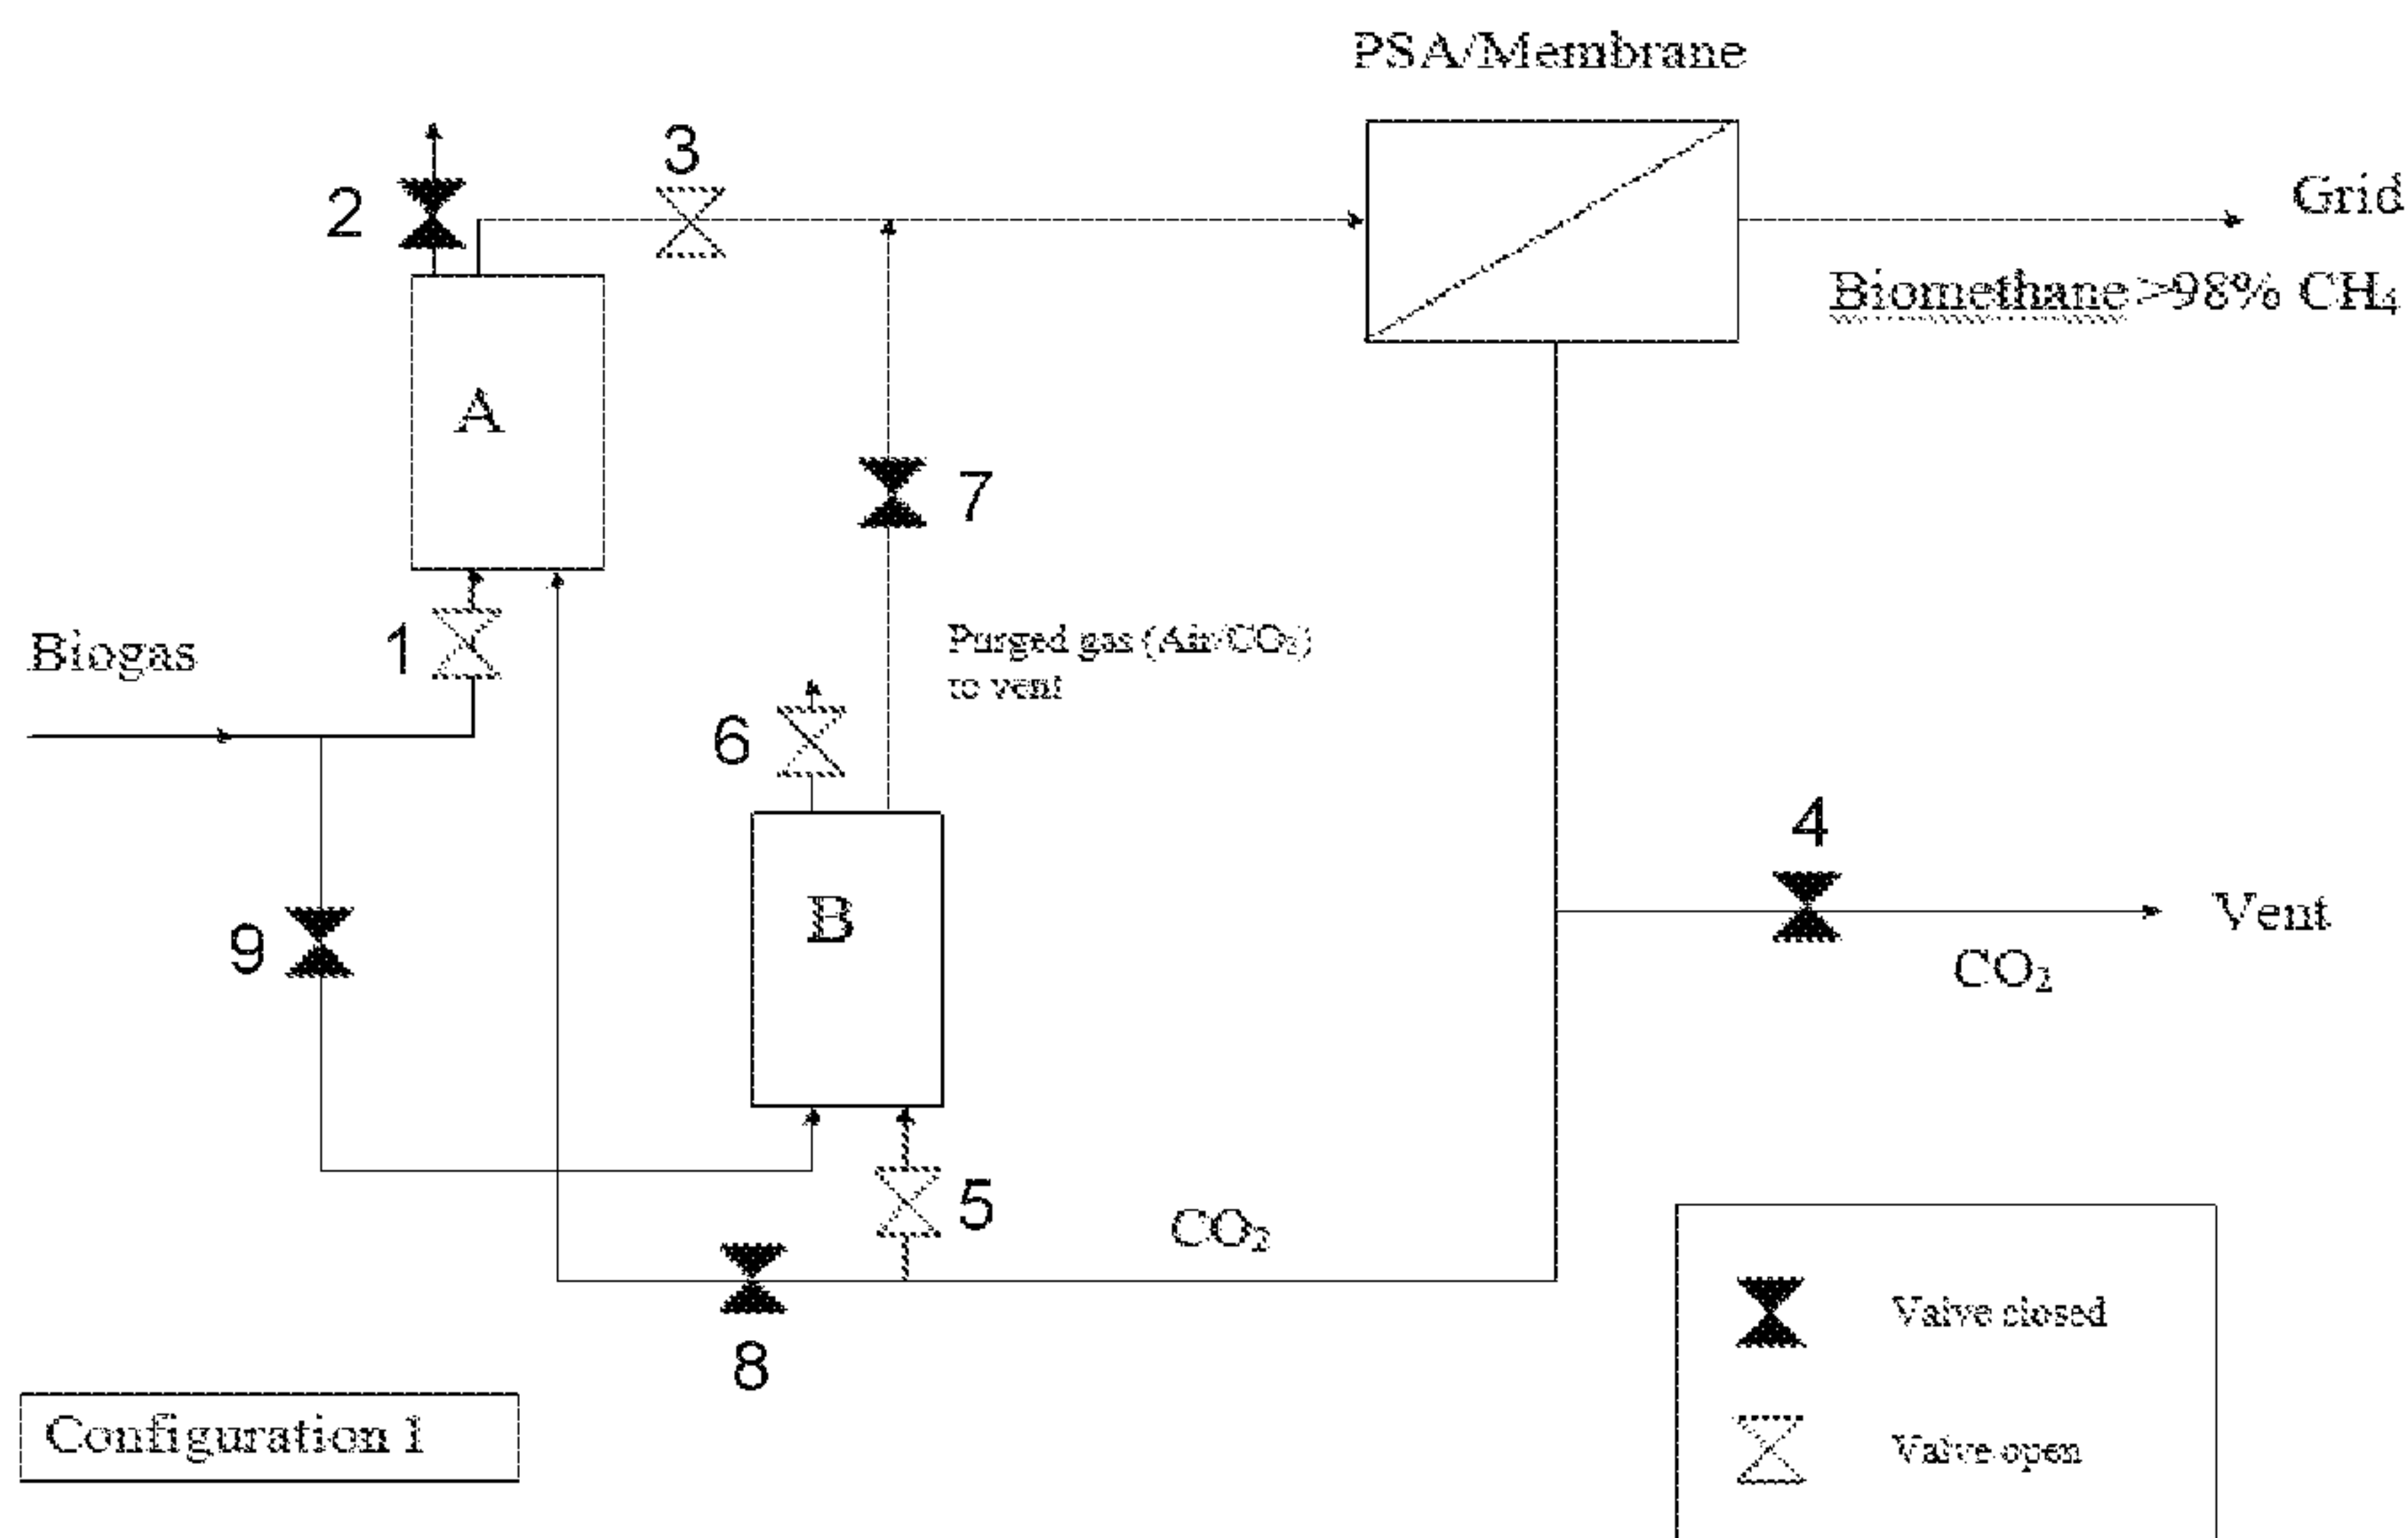 PSA/Membrane
3
2
Grid
Biomethane >98% CH₄
A
7
1
Biogas
Purged gas (Air/CO₂)
to vent
6
4
B
Vent
9
CO₂
5
CO₂
8
Valve closed
Configuration 1
Valve open